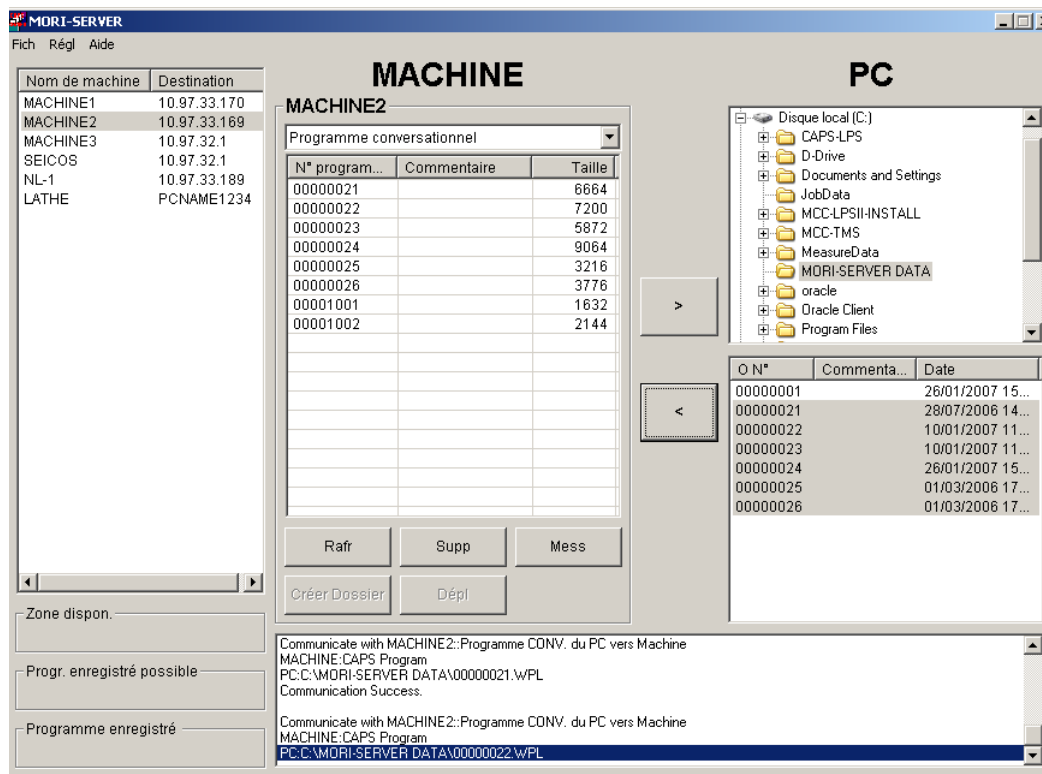 MORI-SERVER
Fich Régl Aide
Nom de machine Destination
MACHINE1 10.97.33.170
MACHINE2 10.97.33.169
MACHINE3 10.97.32.1
SEICOS 10.97.32.1
NL-1 10.97.33.189
LATHE PCNAME1234
Zone dispon.
Progr. enregistré possible
Programme enregistré
MACHINE
MACHINE2
Programme conversationnel
N° program... Commentaire Taille
00000021 6664
00000022 7200
00000023 5872
00000024 9064
00000025 3216
00000026 3776
00001001 1632
00001002 2144
Rafr Supp Mess
Créer Dossier Dépl
>
<
PC
Disque local (C:)
CAPS-LPS
D-Drive
Documents and Settings
JobData
MCC-LPSII-INSTALL
MCC-TMS
MeasureData
MORI-SERVER DATA
oracle
Oracle Client
Program Files
O N° Commenta... Date
00000001 26/01/2007 15...
00000021 28/07/2006 14...
00000022 10/01/2007 11...
00000023 10/01/2007 11...
00000024 26/01/2007 15...
00000025 01/03/2006 17...
00000026 01/03/2006 17...
Communicate with MACHINE2::Programme CONV. du PC vers Machine
MACHINE:CAPS Program
PC:C:\MORI-SERVER DATA\00000021.WPL
Communication Success.
Communicate with MACHINE2::Programme CONV. du PC vers Machine
MACHINE:CAPS Program
PC:C:\MORI-SERVER DATA\00000022.WPL